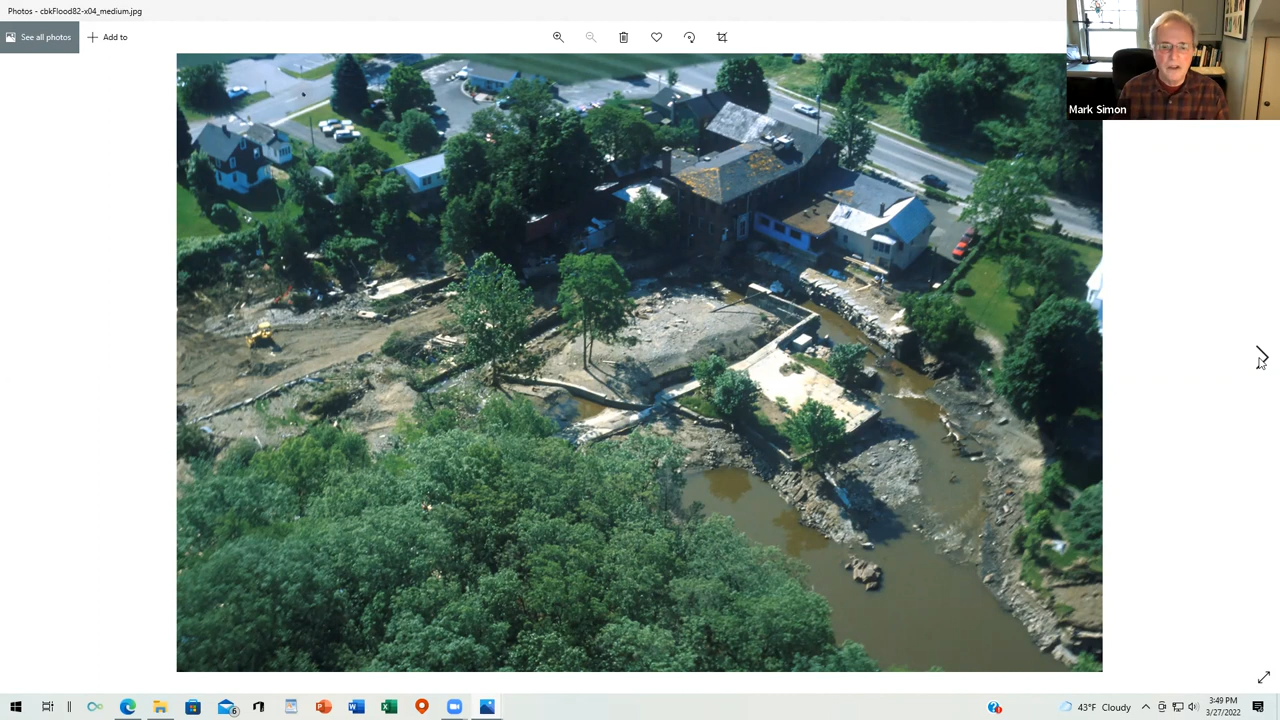 Photos - cbkFlood82-x04_medium.jpg
See all photos
Add to
Mark Simon
6
43°F Cloudy
3:49 PM
3/27/2022